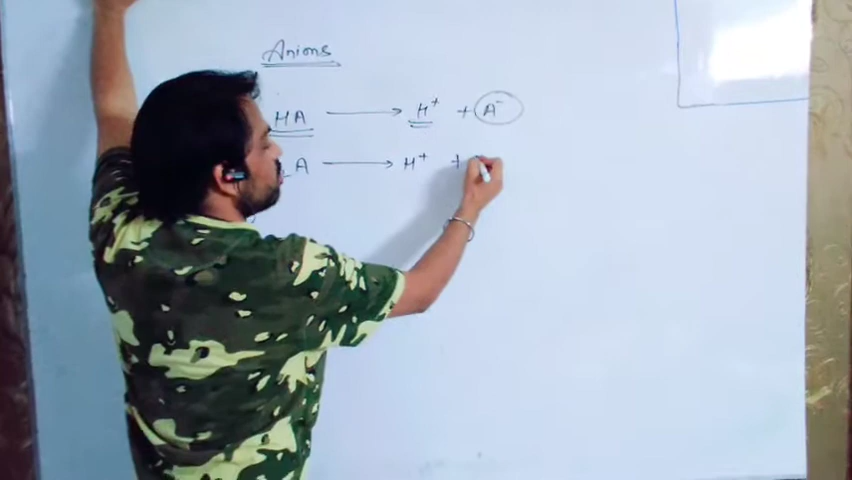 Anions
HA ⟶ H⁺ + A⁻
A ⟶ H⁺ +